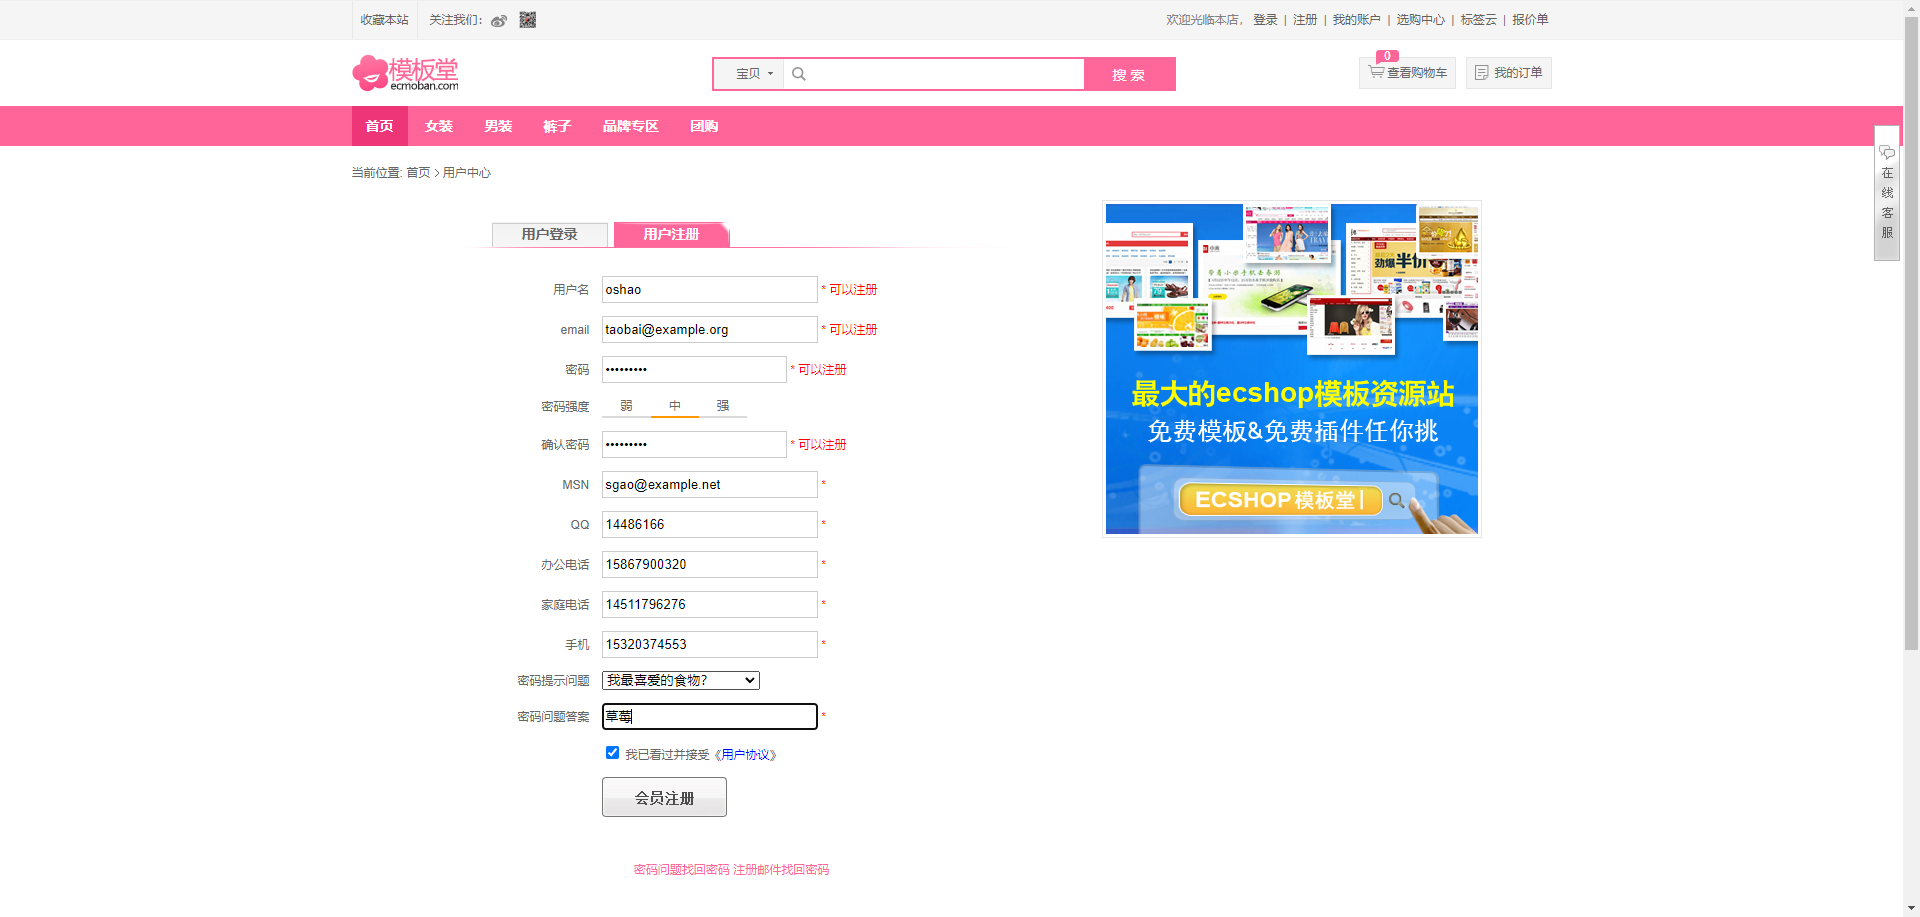 收藏本站 关注我们: 欢迎光临本店, 登录 | 注册 | 我的账户 | 选购中心 | 标签云 | 报价单
模板堂
ecmoban.com
宝贝 搜 索
0
查看购物车 我的订单
首页 女装 男装 裤子 品牌专区 团购
当前位置: 首页 > 用户中心
在线客服
用户登录 用户注册
用户名 oshao * 可以注册
email taobai@example.org * 可以注册
密码 ••••••••• * 可以注册
密码强度 弱 中 强
确认密码 ••••••••• * 可以注册
MSN sgao@example.net *
QQ 14486166 *
办公电话 15867900320 *
家庭电话 14511796276 *
手机 15320374553 *
密码提示问题 我最喜爱的食物?
密码问题答案 草莓 *
我已看过并接受《用户协议》
会员注册
密码问题找回密码 注册邮件找回密码
带着小米手机去春游
劲爆半价
最大的ecshop模板资源站
免费模板&免费插件任你挑
ECSHOP 模板堂